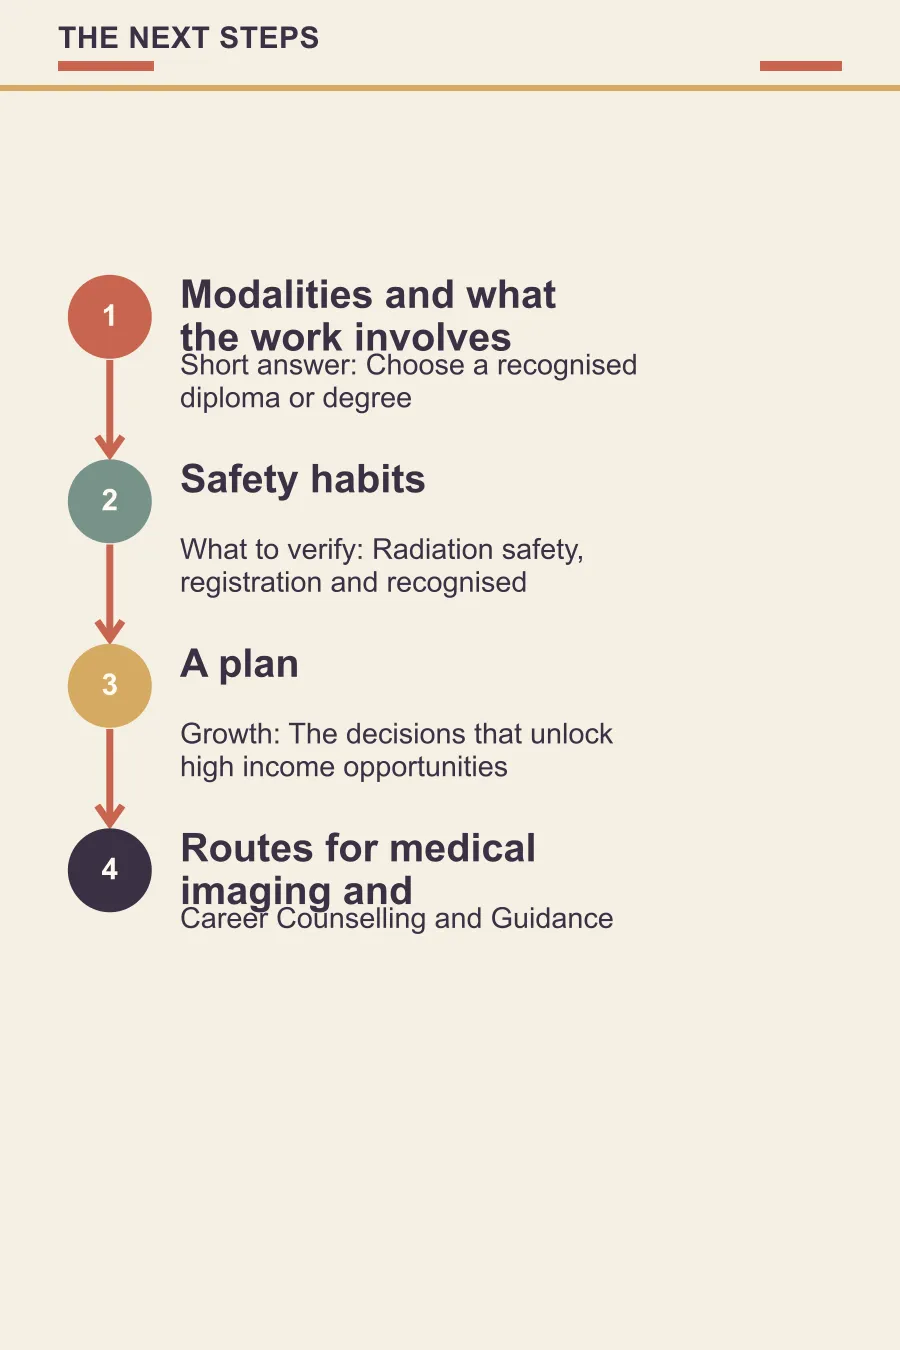 THE NEXT STEPS
1
Modalities and what
the work involves
Short answer: Choose a recognised
diploma or degree
2
Safety habits
What to verify: Radiation safety,
registration and recognised
3
A plan
Growth: The decisions that unlock
high income opportunities
4
Routes for medical
imaging and
Career Counselling and Guidance